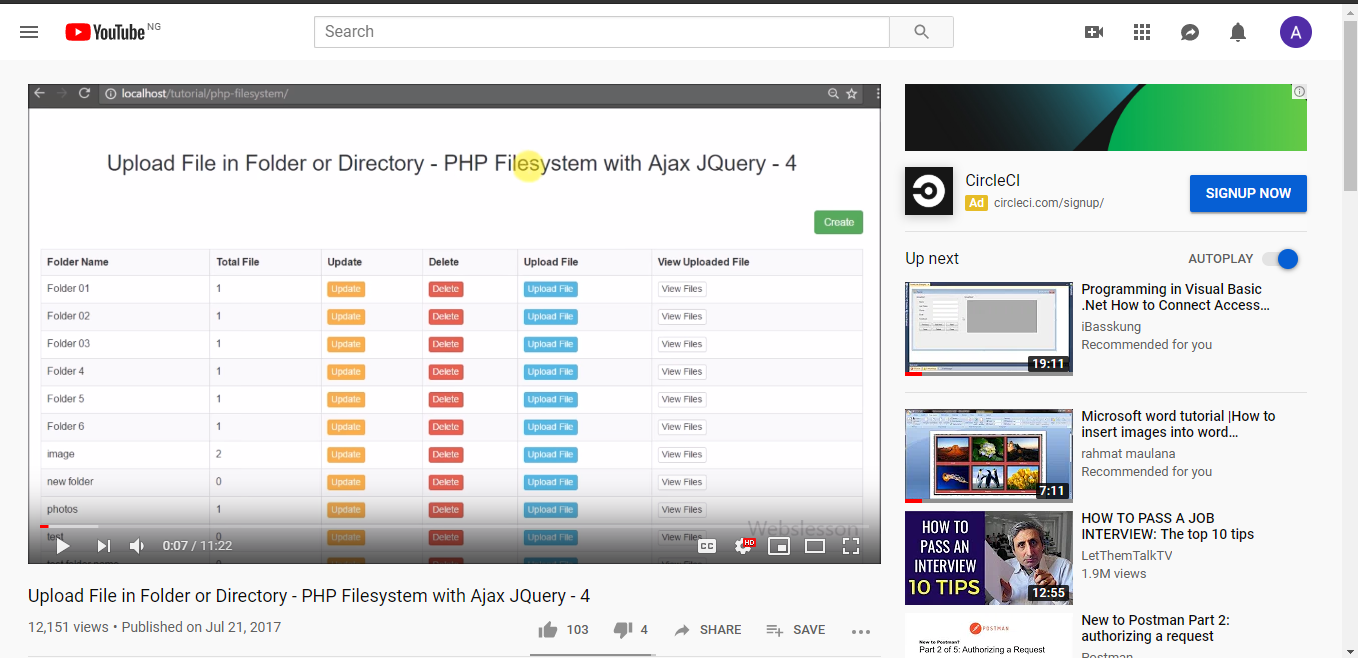 YouTube NG
Search
A
localhost/tutorial/php-filesystem/
Upload File in Folder or Directory - PHP Filesystem with Ajax JQuery - 4
Create
Folder Name Total File Update Delete Upload File View Uploaded File
Folder 01 1 Update Delete Upload File View Files
Folder 02 1 Update Delete Upload File View Files
Folder 03 1 Update Delete Upload File View Files
Folder 4 1 Update Delete Upload File View Files
Folder 5 1 Update Delete Upload File View Files
Folder 6 1 Update Delete Upload File View Files
image 2 Update Delete Upload File View Files
new folder 0 Update Delete Upload File View Files
photos 1 Update Delete Upload File View Files
test 0 Update Delete Upload File View Files
Webslesson
0:07 / 11:22
CC HD
Upload File in Folder or Directory - PHP Filesystem with Ajax JQuery - 4
12,151 views • Published on Jul 21, 2017
103 4 SHARE SAVE
CircleCI
Ad circleci.com/signup/
SIGNUP NOW
Up next AUTOPLAY
19:11
Programming in Visual Basic
.Net How to Connect Access...
iBasskung
Recommended for you
7:11
Microsoft word tutorial |How to
insert images into word...
rahmat maulana
Recommended for you
HOW TO
PASS AN
INTERVIEW
10 TIPS
12:55
HOW TO PASS A JOB
INTERVIEW: The top 10 tips
LetThemTalkTV
1.9M views
POSTMAN
New to Postman?
Part 2 of 5: Authorizing a Request
New to Postman Part 2:
authorizing a request
Postman